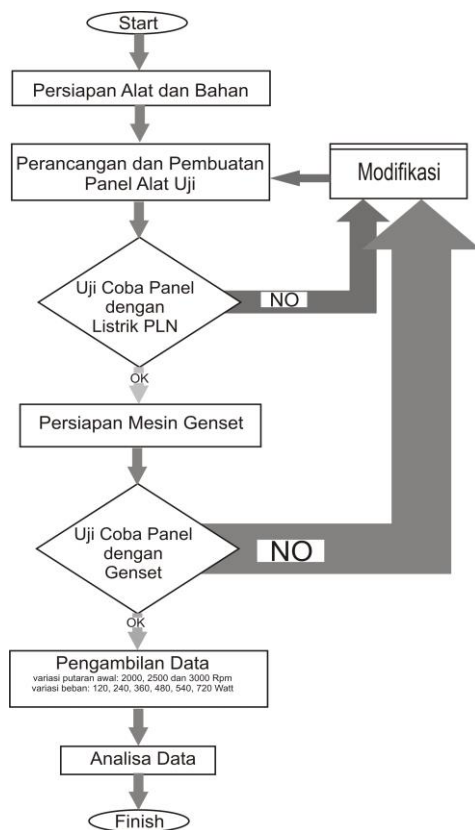 Start
Persiapan Alat dan Bahan
Perancangan dan Pembuatan
Panel Alat Uji
Modifikasi
Uji Coba Panel
dengan
Listrik PLN
NO
OK
Persiapan Mesin Genset
Uji Coba Panel
dengan
Genset
NO
OK
Pengambilan Data
variasi putaran awal: 2000, 2500 dan 3000 Rpm
variasi beban: 120, 240, 360, 480, 540, 720 Watt
Analisa Data
Finish